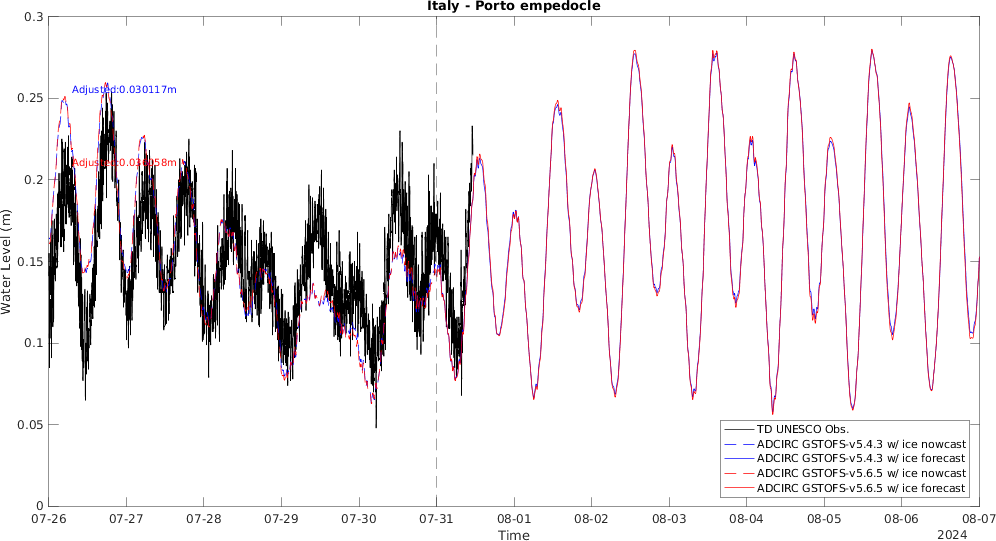 Italy - Porto empedocle
0.3
0.25
0.2
0.15
0.1
0.05
0
Water Level (m)
Adjusted:0.030117m
TD UNESCO Obs.
ADCIRC GSTOFS-v5.4.3 w/ ice nowcast
ADCIRC GSTOFS-v5.4.3 w/ ice forecast
ADCIRC GSTOFS-v5.6.5 w/ ice nowcast
ADCIRC GSTOFS-v5.6.5 w/ ice forecast
07-26 07-27 07-28 07-29 07-30 07-31 08-01 08-02 08-03 08-04 08-05 08-06 08-07
Time
2024